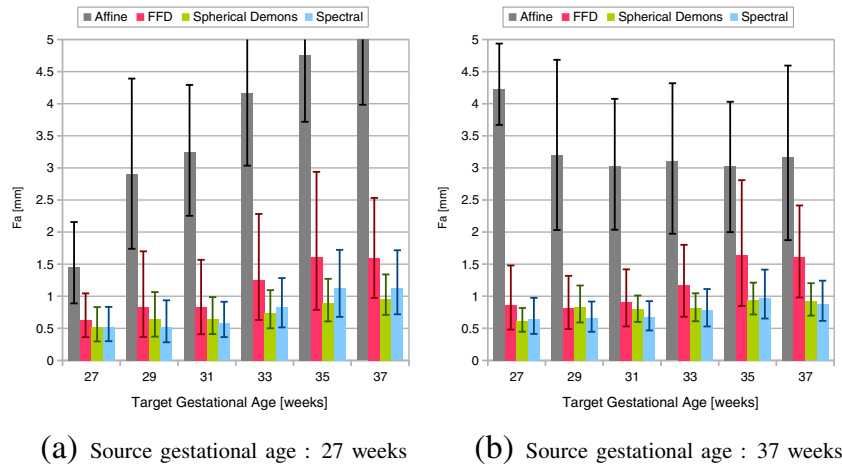 Affine FFD Spherical Demons Spectral
5
4.5
4
3.5
3
2.5
2
1.5
1
0.5
0
Fa [mm]
27 29 31 33 35 37
Target Gestational Age [weeks]
(a) Source gestational age : 27 weeks
Affine FFD Spherical Demons Spectral
5
4.5
4
3.5
3
2.5
2
1.5
1
0.5
0
Fa [mm]
27 29 31 33 35 37
Target Gestational Age [weeks]
(b) Source gestational age : 37 weeks